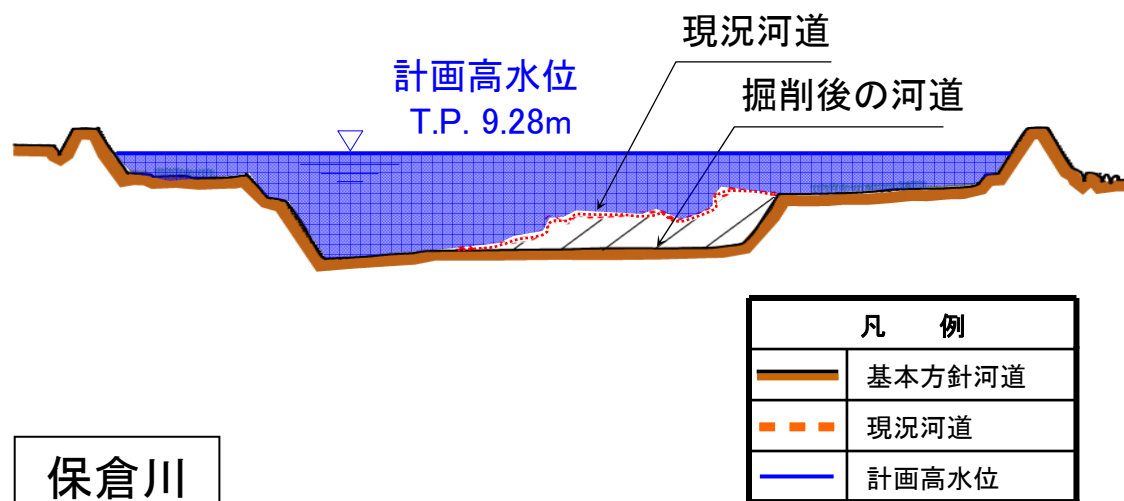 現況河道
計画高水位
T.P. 9.28m
掘削後の河道
凡 例
基本方針河道
現況河道
計画高水位
保倉川